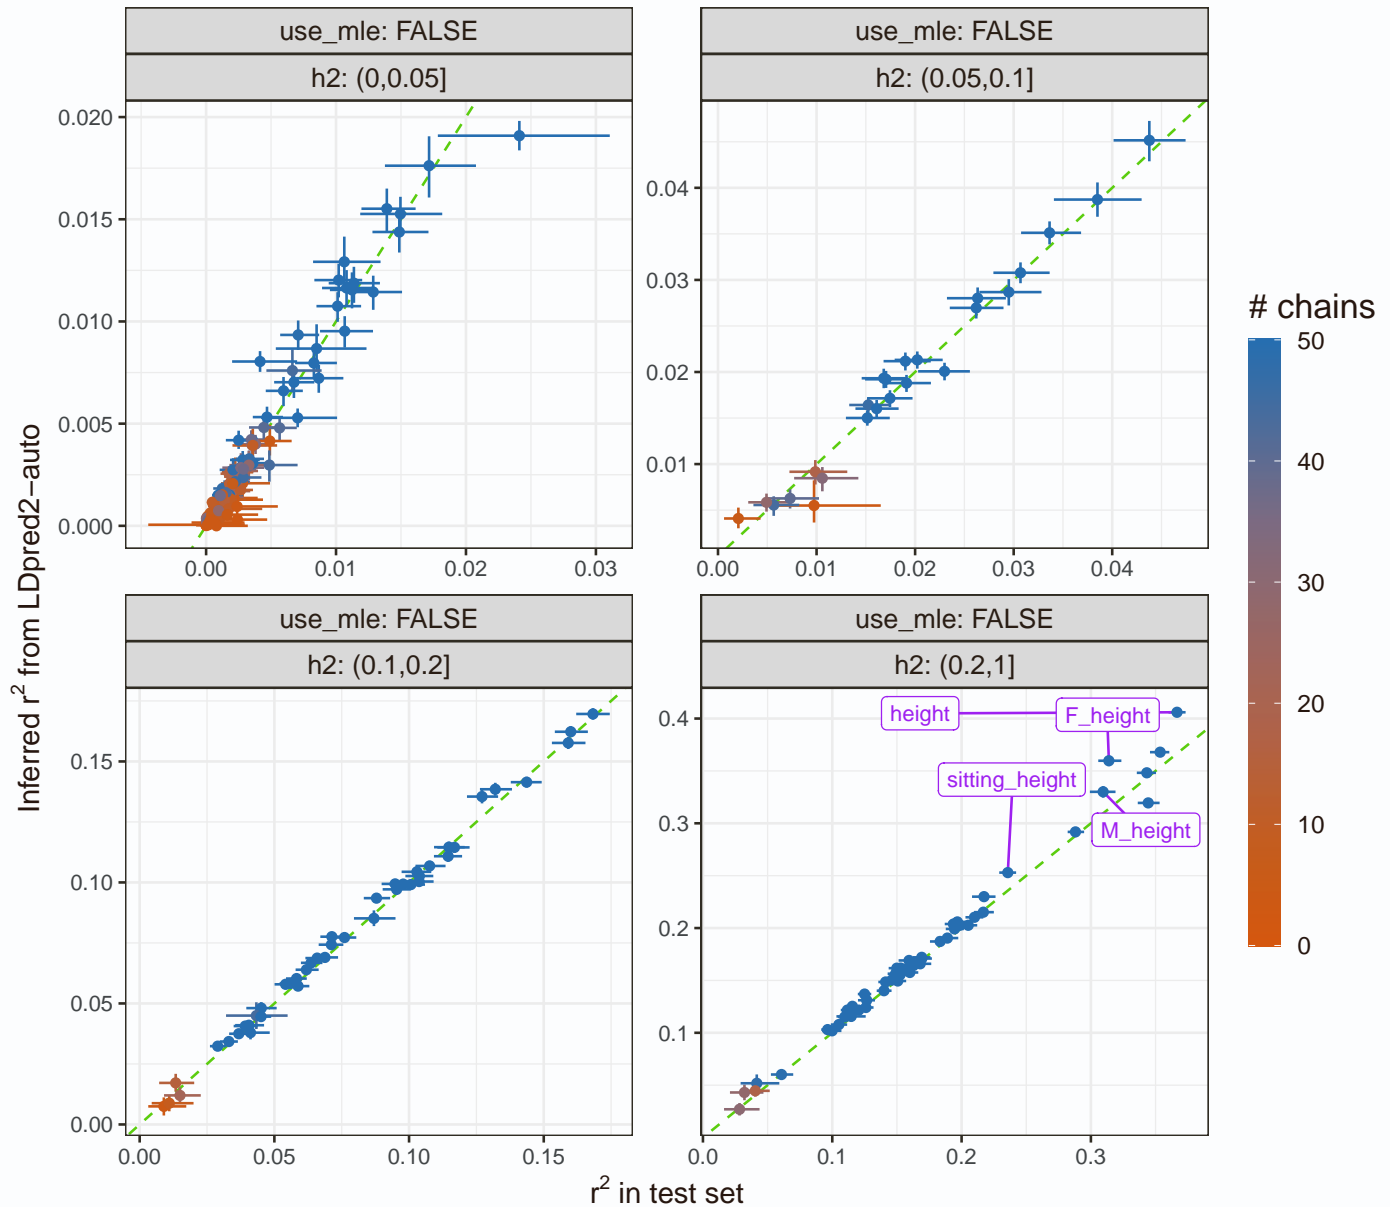 use_mle: FALSE
h2: (0,0.05]
use_mle: FALSE
h2: (0.05,0.1]
0.020
0.015
0.010
0.005
0.000
0.00
0.01
0.02
0.03
0.04
0.03
0.02
0.01
0.00
0.01
0.02
0.03
0.04
use_mle: FALSE
h2: (0.1,0.2]
use_mle: FALSE
h2: (0.2,1]
0.15
0.10
0.05
0.00
0.00
0.05
0.10
0.15
0.4
0.3
0.2
0.1
0.0
0.1
0.2
0.3
height
F_height
sitting_height
M_height
Inferred r² from LDpred2−auto
r² in test set
# chains
50
40
30
20
10
0